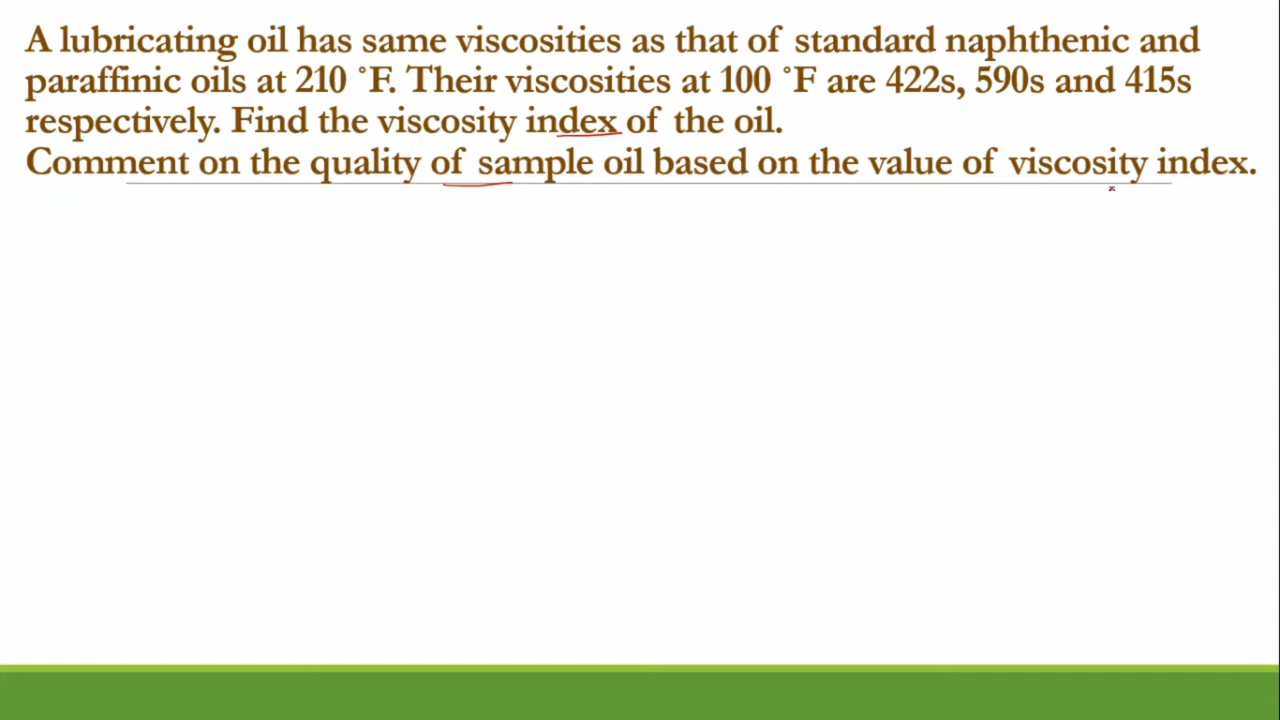 A lubricating oil has same viscosities as that of standard naphthenic and
paraffinic oils at 210 ˚F. Their viscosities at 100 ˚F are 422s, 590s and 415s
respectively. Find the viscosity index of the oil.
Comment on the quality of sample oil based on the value of viscosity index.